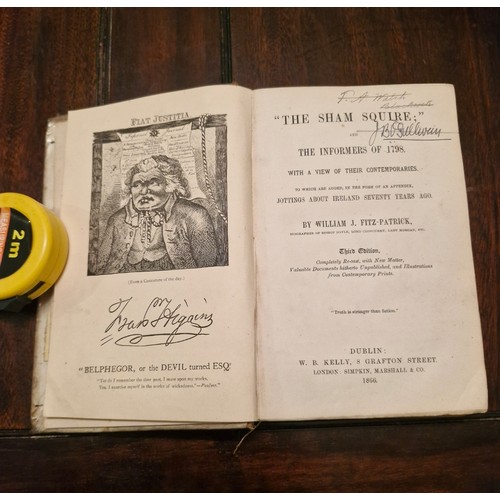 2 m
FIAT JUSTITIA
(From a Caricature of the day.)
Fras Higgins
"BELPHEGOR, or the DEVIL turned ESQ
"THE SHAM SQUIRE;"
AND
THE INFORMERS OF 1798.
WITH A VIEW OF THEIR CONTEMPORARIES.
TO WHICH ARE ADDED, IN THE FORM OF AN APPENDIX,
JOTTINGS ABOUT IRELAND SEVENTY YEARS AGO.
BY WILLIAM J. FITZ-PATRICK,
Third Edition,
Completely Re-cast, with New Matter,
Valuable Documents hitherto Unpublished, and Illustrations
from Contemporary Prints.
"Truth is stranger than fiction."
DUBLIN:
W. B. KELLY, 8 GRAFTON STREET.
LONDON: SIMPKIN, MARSHALL & CO.
1866.